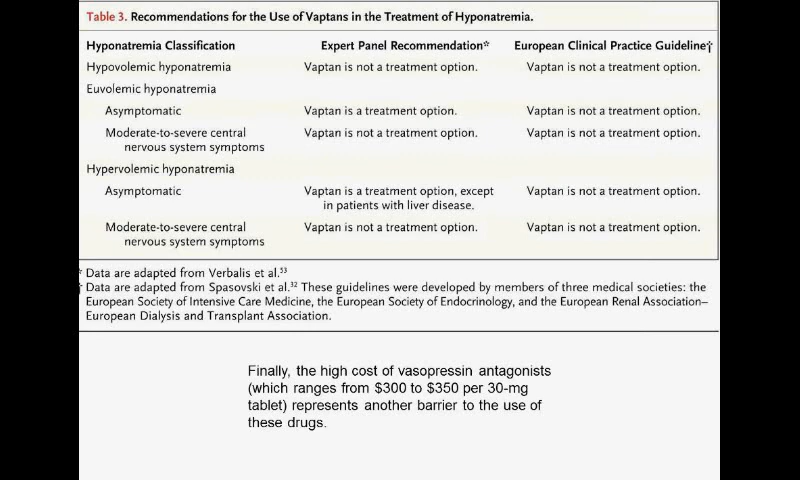 Table 3. Recommendations for the Use of Vaptans in the Treatment of Hyponatremia.
Hyponatremia Classification Expert Panel Recommendation* European Clinical Practice Guideline†
Hypovolemic hyponatremia Vaptan is not a treatment option. Vaptan is not a treatment option.
Euvolemic hyponatremia
Asymptomatic Vaptan is a treatment option. Vaptan is not a treatment option.
Moderate-to-severe central Vaptan is not a treatment option. Vaptan is not a treatment option.
nervous system symptoms
Hypervolemic hyponatremia
Asymptomatic Vaptan is a treatment option, except Vaptan is not a treatment option.
in patients with liver disease.
Moderate-to-severe central Vaptan is not a treatment option. Vaptan is not a treatment option.
nervous system symptoms
* Data are adapted from Verbalis et al.53
† Data are adapted from Spasovski et al.32 These guidelines were developed by members of three medical societies: the
European Society of Intensive Care Medicine, the European Society of Endocrinology, and the European Renal Association–
European Dialysis and Transplant Association.
Finally, the high cost of vasopressin antagonists
(which ranges from $300 to $350 per 30-mg
tablet) represents another barrier to the use of
these drugs.